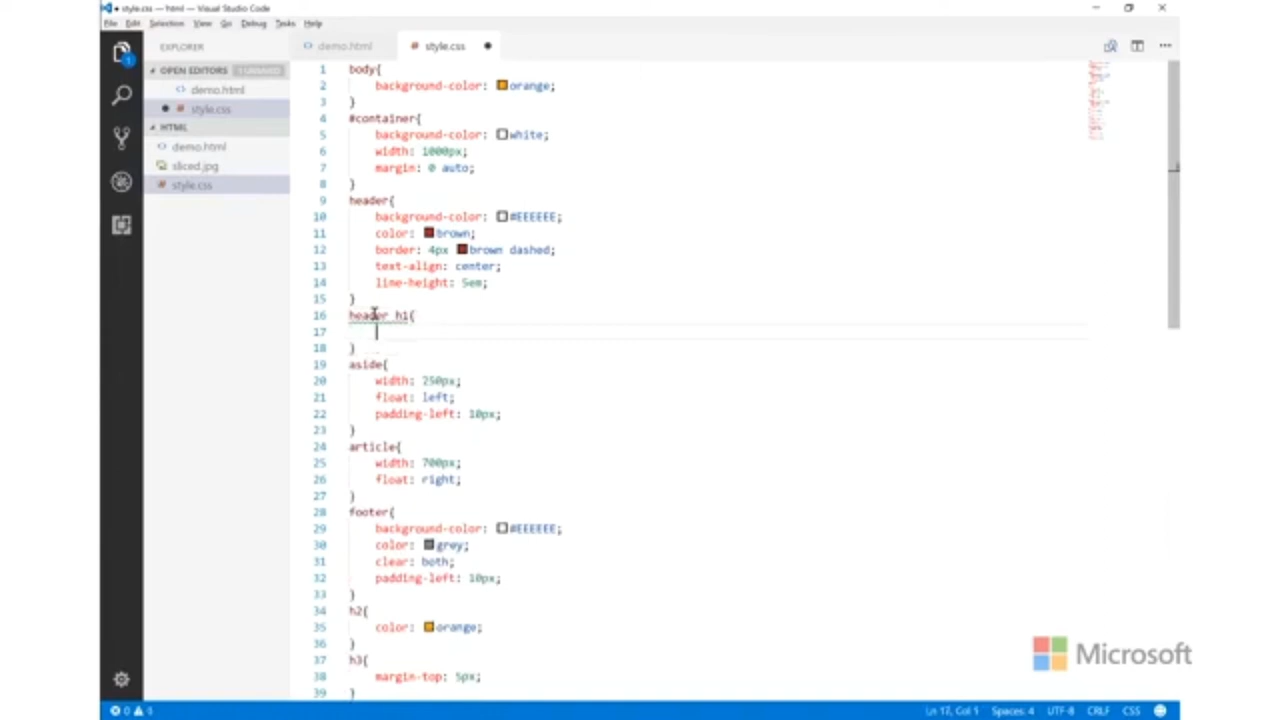 style.css — html — Visual Studio Code
File Edit Selection View Go Debug Tasks Help
EXPLORER
demo.html
style.css
OPEN EDITORS 1 UNSAVED
demo.html
style.css
HTML
demo.html
sliced.jpg
style.css
1 body{
2 background-color: orange;
3 }
4 #container{
5 background-color: white;
6 width: 1000px;
7 margin: 0 auto;
8 }
9 header{
10 background-color: #EEEEEE;
11 color: brown;
12 border: 4px brown dashed;
13 text-align: center;
14 line-height: 5em;
15 }
16 header h1{
17
18 }
19 aside{
20 width: 250px;
21 float: left;
22 padding-left: 10px;
23 }
24 article{
25 width: 700px;
26 float: right;
27 }
28 footer{
29 background-color: #EEEEEE;
30 color: grey;
31 clear: both;
32 padding-left: 10px;
33 }
34 h2{
35 color: orange;
36 }
37 h3{
38 margin-top: 5px;
39 }
Microsoft
Ln 17, Col 5 Spaces: 4 UTF-8 CRLF CSS